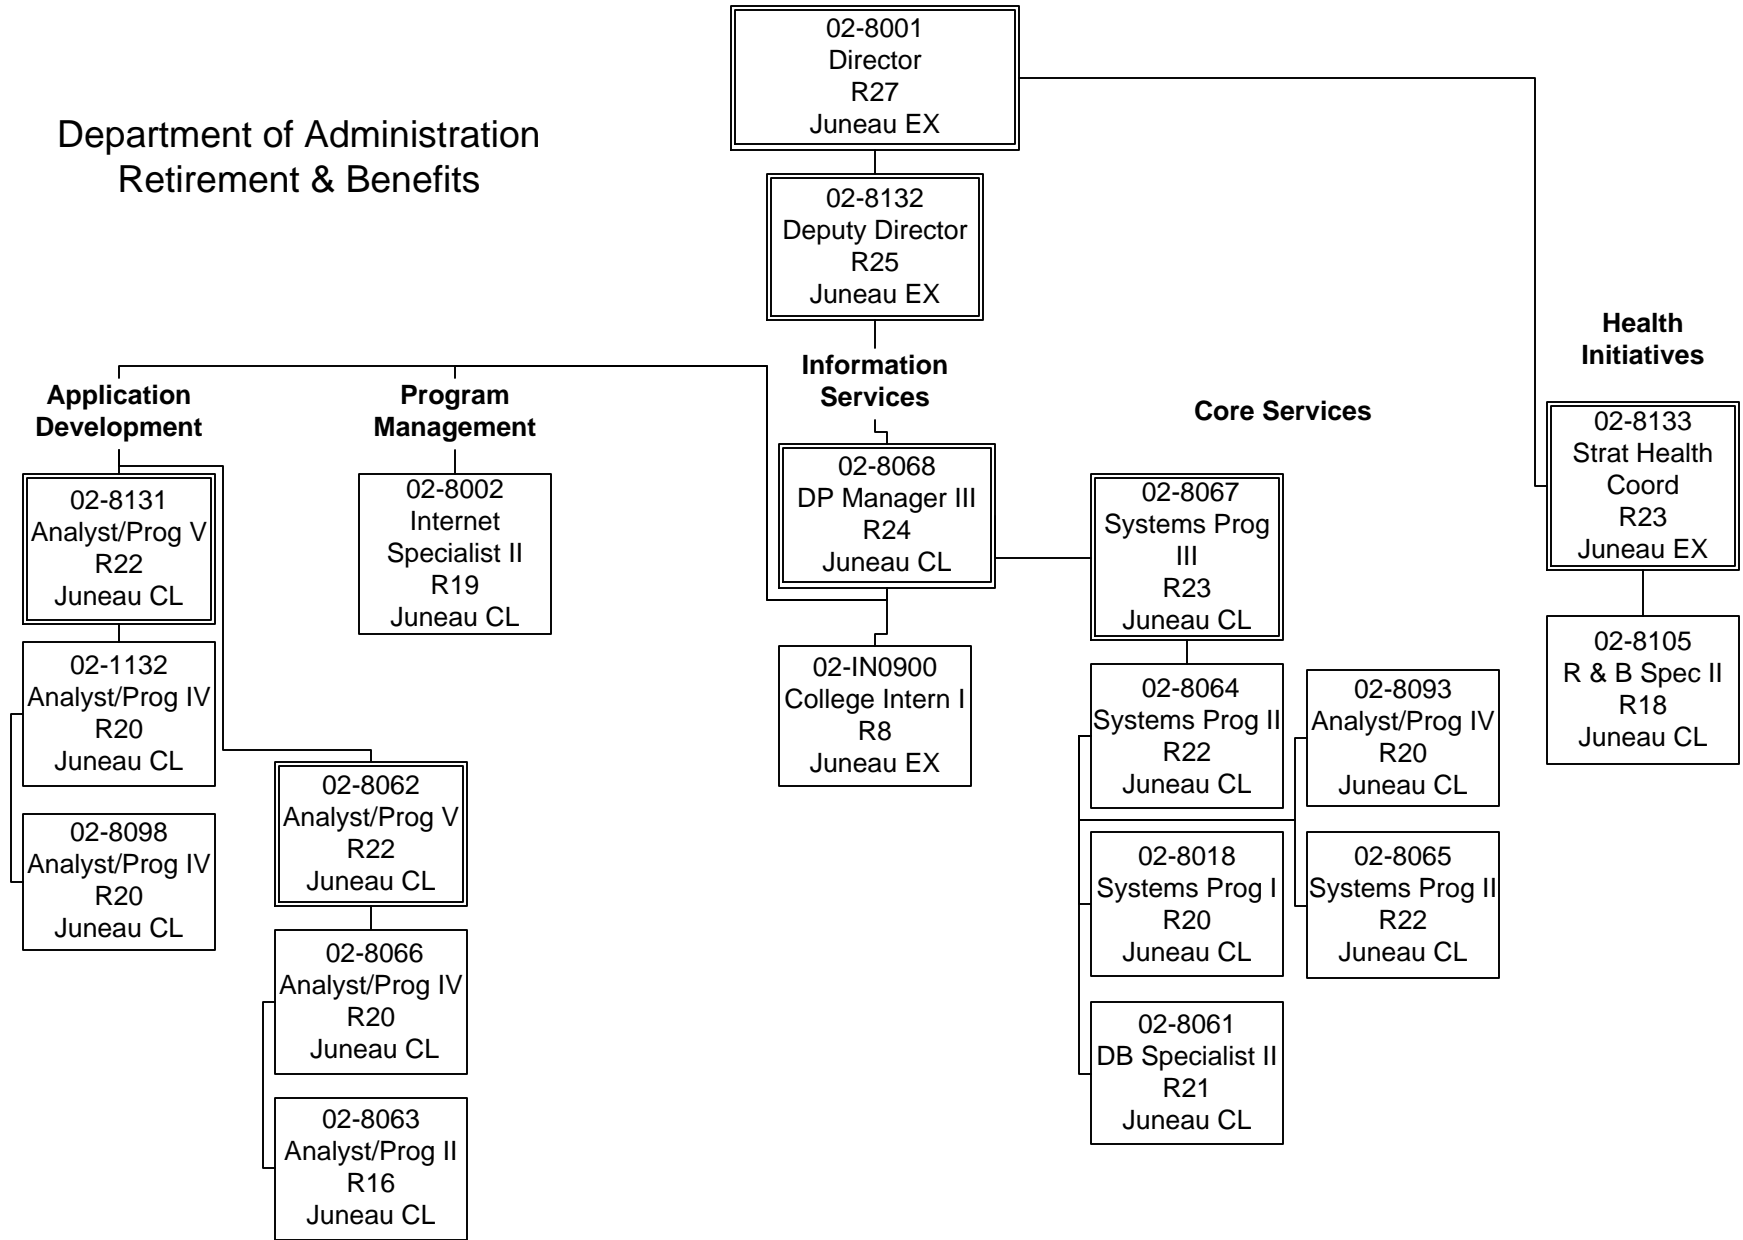 02-8001
Director
R27
Juneau EX
Department of Administration
Retirement & Benefits
02-8132
Deputy Director
R25
Juneau EX
Health
Initiatives
Information
Services
Application
Development
Program
Management
Core Services
02-8133
Strat Health
Coord
R23
Juneau EX
02-8068
DP Manager III
R24
Juneau CL
02-8131
Analyst/Prog V
R22
Juneau CL
02-8002
Internet
Specialist II
R19
Juneau CL
02-8067
Systems Prog
III
R23
Juneau CL
02-8105
R & B Spec II
R18
Juneau CL
02-1132
Analyst/Prog IV
R20
Juneau CL
02-IN0900
College Intern I
R8
Juneau EX
02-8064
Systems Prog II
R22
Juneau CL
02-8093
Analyst/Prog IV
R20
Juneau CL
02-8062
Analyst/Prog V
R22
Juneau CL
02-8098
Analyst/Prog IV
R20
Juneau CL
02-8018
Systems Prog I
R20
Juneau CL
02-8065
Systems Prog II
R22
Juneau CL
02-8066
Analyst/Prog IV
R20
Juneau CL
02-8061
DB Specialist II
R21
Juneau CL
02-8063
Analyst/Prog II
R16
Juneau CL